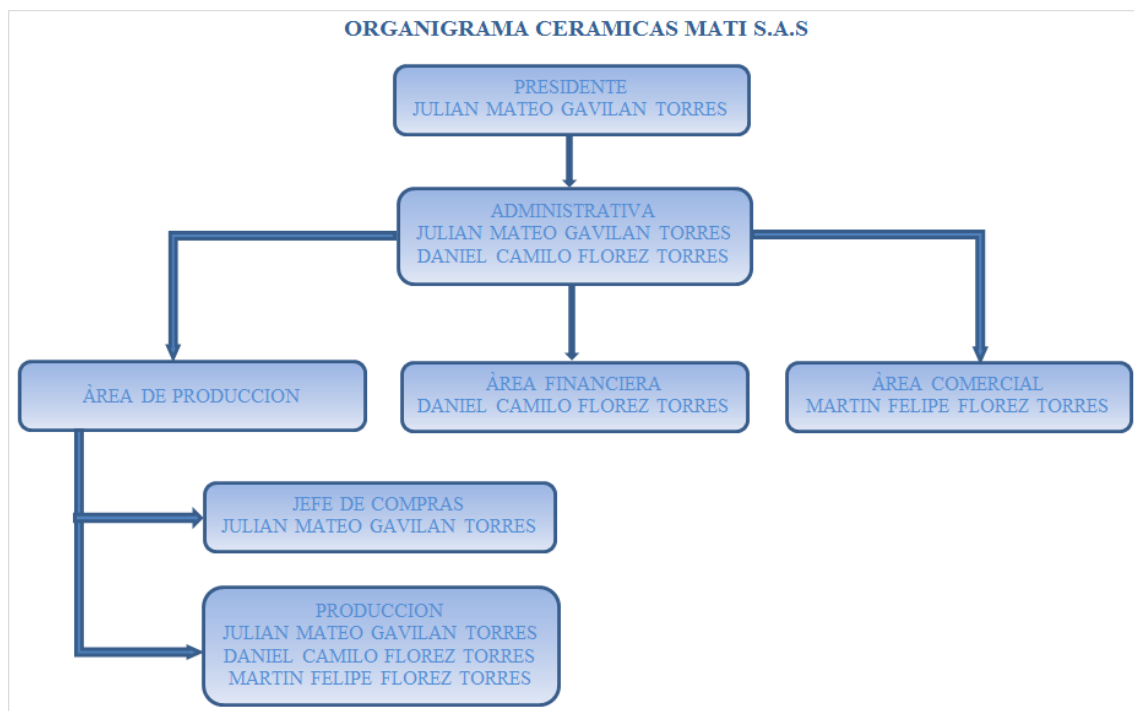 ORGANIGRAMA CERAMICAS MATI S.A.S
PRESIDENTE
JULIAN MATEO GAVILAN TORRES
ADMINISTRATIVA
JULIAN MATEO GAVILAN TORRES
DANIEL CAMILO FLOREZ TORRES
ÀREA DE PRODUCCION
ÀREA FINANCIERA
DANIEL CAMILO FLOREZ TORRES
ÀREA COMERCIAL
MARTIN FELIPE FLOREZ TORRES
JEFE DE COMPRAS
JULIAN MATEO GAVILAN TORRES
PRODUCCION
JULIAN MATEO GAVILAN TORRES
DANIEL CAMILO FLOREZ TORRES
MARTIN FELIPE FLOREZ TORRES